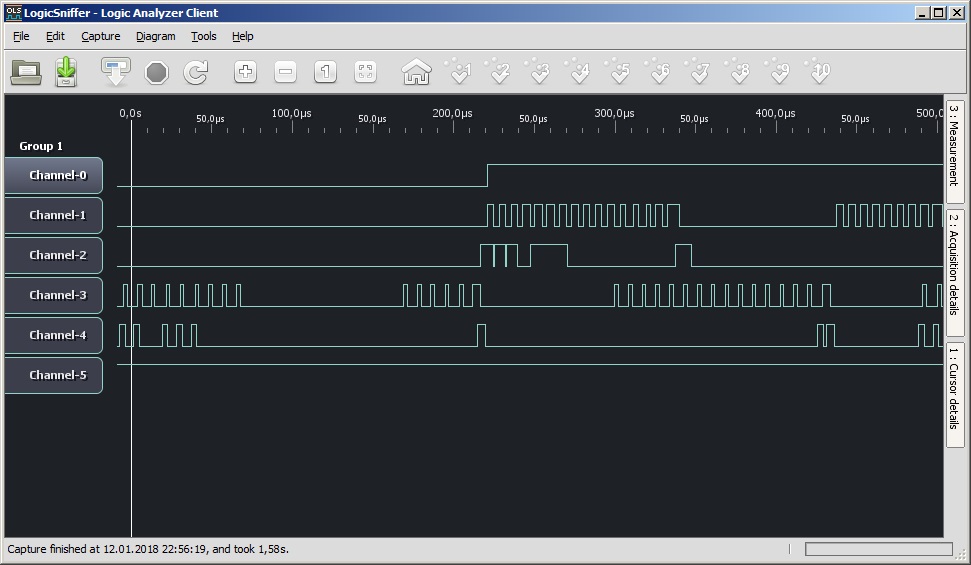 OLS
LogicSniffer - Logic Analyzer Client
File Edit Capture Diagram Tools Help
1 1 2 3 4 5 6 7 8 9 10
0,0s 100,0µs 200,0µs 300,0µs 400,0µs 500,0
50,0µs 50,0µs 50,0µs 50,0µs 50,0µs
Group 1
Channel-0
Channel-1
Channel-2
Channel-3
Channel-4
Channel-5
3 : Measurement
2 : Acquisition details
1 : Cursor details
Capture finished at 12.01.2018 22:56:19, and took 1,58s.